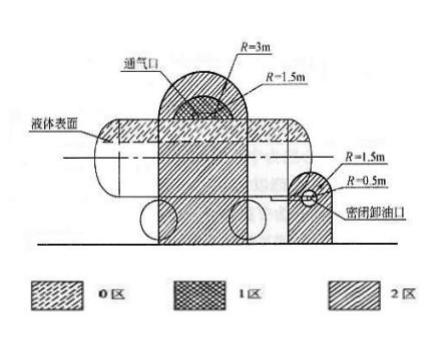 R=3m
通气口
R=1.5m
液体表面
R=1.5m
R=0.5m
密闭卸油口
0区
1区
2区